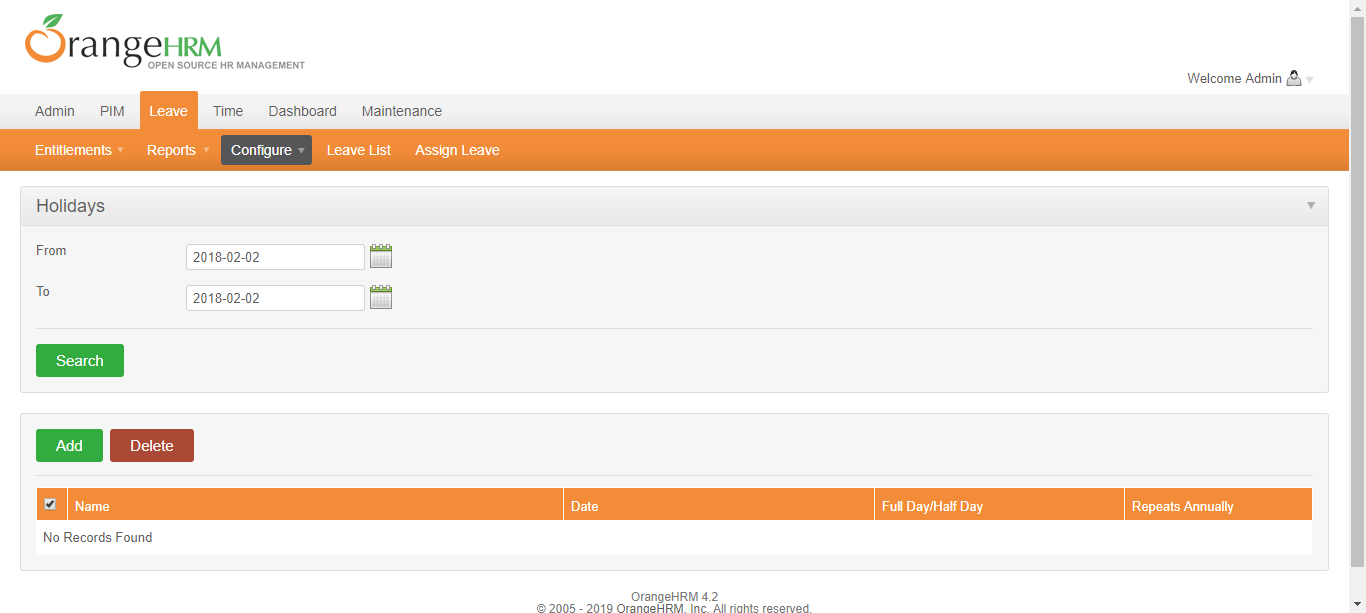 OrangeHRM
OPEN SOURCE HR MANAGEMENT
Welcome Admin
Admin PIM Leave Time Dashboard Maintenance
Entitlements Reports Configure Leave List Assign Leave
Holidays
From 2018-02-02
To 2018-02-02
Search
Add Delete
Name Date Full Day/Half Day Repeats Annually
No Records Found
OrangeHRM 4.2
© 2005 - 2019 OrangeHRM, Inc. All rights reserved.